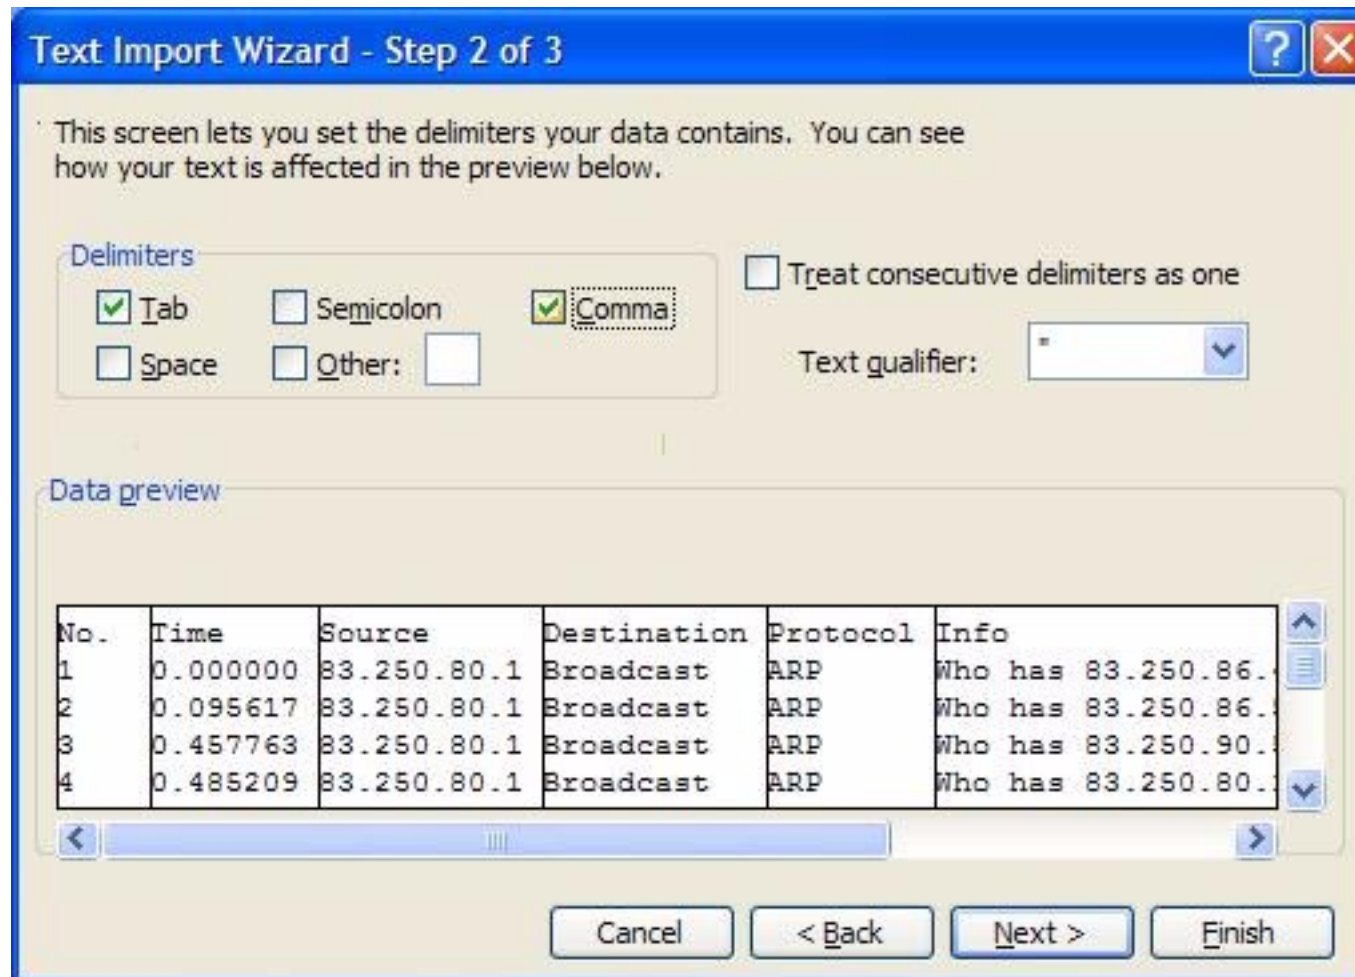 Text Import Wizard - Step 2 of 3
This screen lets you set the delimiters your data contains. You can see
how your text is affected in the preview below.
Delimiters
Tab Semicolon Comma
Space Other:
Treat consecutive delimiters as one
Text qualifier: "
Data preview
No. Time Source Destination Protocol Info
1 0.000000 83.250.80.1 Broadcast ARP Who has 83.250.86.
2 0.095617 83.250.80.1 Broadcast ARP Who has 83.250.86.
3 0.457763 83.250.80.1 Broadcast ARP Who has 83.250.90.
4 0.485209 83.250.80.1 Broadcast ARP Who has 83.250.80.
Cancel < Back Next > Finish